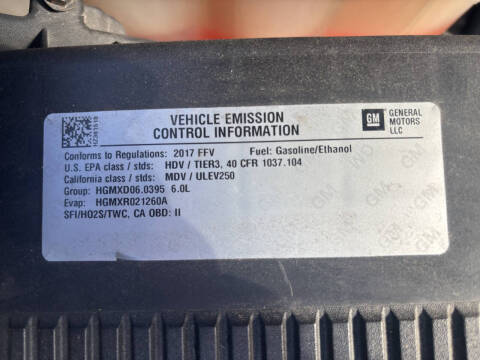 VEHICLE EMISSION
CONTROL INFORMATION
GM GENERAL
MOTORS
LLC
Conforms to Regulations: 2017 FFV Fuel: Gasoline/Ethanol
U.S. EPA class / stds: HDV / TIER3, 40 CFR 1037.104
California class / stds: MDV / ULEV250
Group: HGMXD06.0395 6.0L
Evap: HGMXR021260A
SFI/HO2S/TWC, CA OBD: II